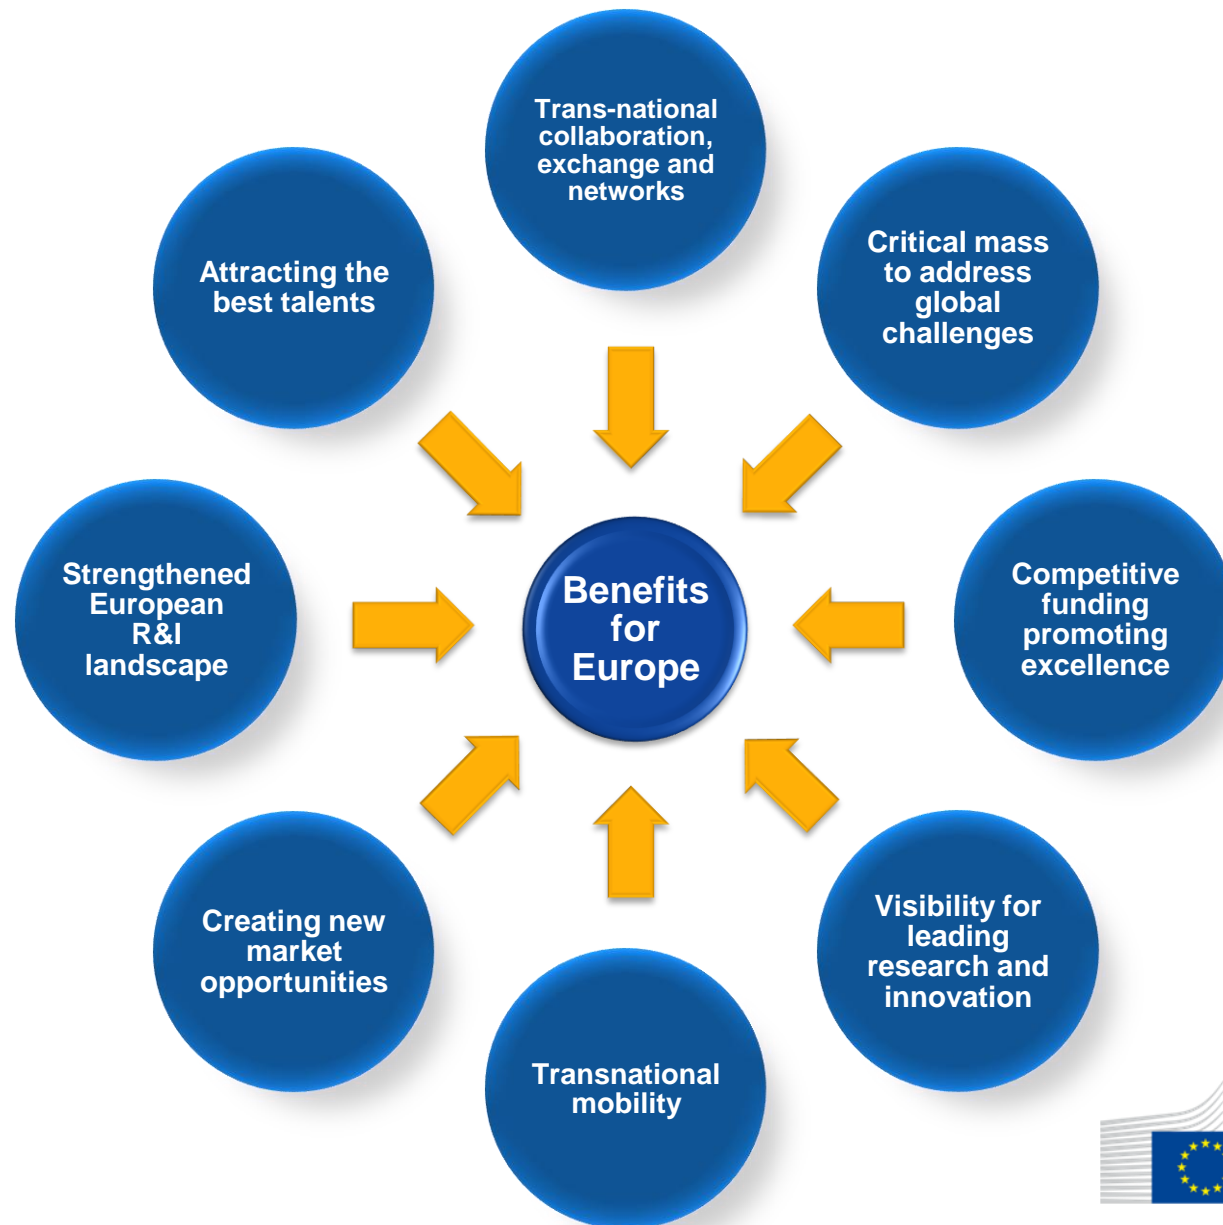 Trans-national
collaboration,
exchange and
networks
Attracting the
best talents
Critical mass
to address
global
challenges
Strengthened
European
R&I
landscape
Benefits
for
Europe
Competitive
funding
promoting
excellence
Creating new
market
opportunities
Visibility for
leading
research and
innovation
Transnational
mobility